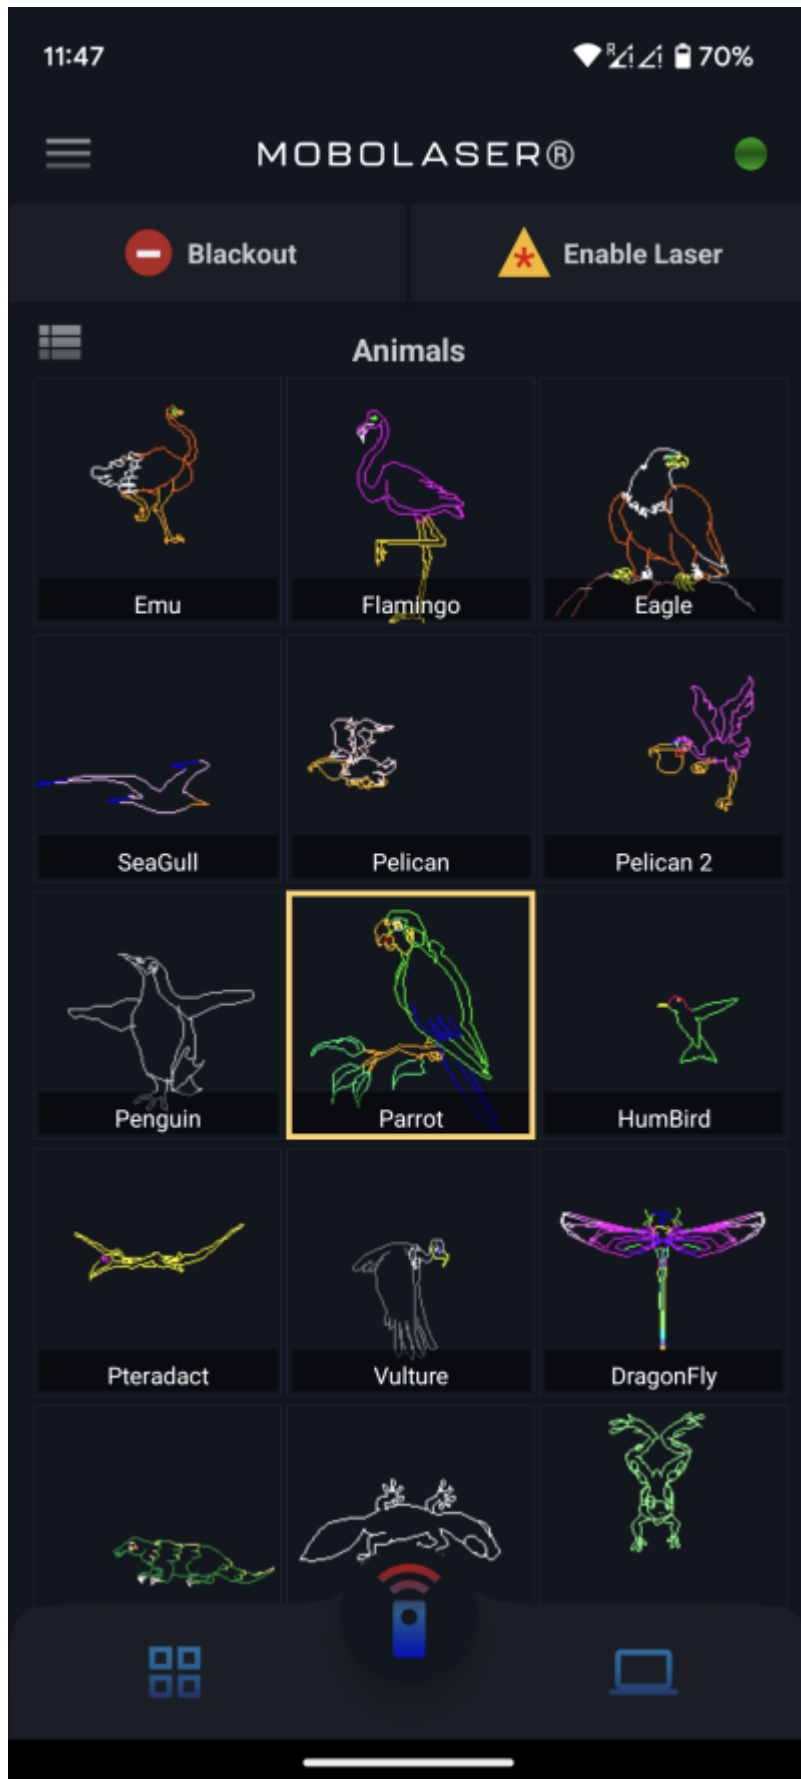 11:47 R 70%
MOBOLASER®
Blackout Enable Laser
Animals
Emu Flamingo Eagle
SeaGull Pelican Pelican 2
Penguin Parrot HumBird
Pteradact Vulture DragonFly